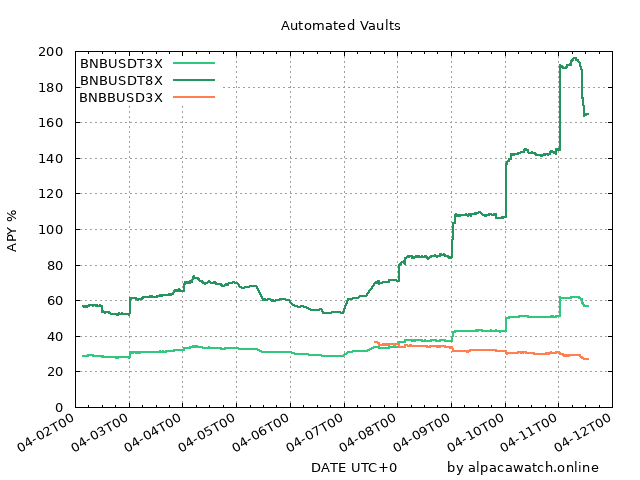 Automated Vaults
BNBUSDT3X
BNBUSDT8X
BNBBUSD3X
APY %
200
180
160
140
120
100
80
60
40
20
0
04-02T00
04-03T00
04-04T00
04-05T00
04-06T00
04-07T00
04-08T00
04-09T00
04-10T00
04-11T00
04-12T00
DATE UTC+0
by alpacawatch.online